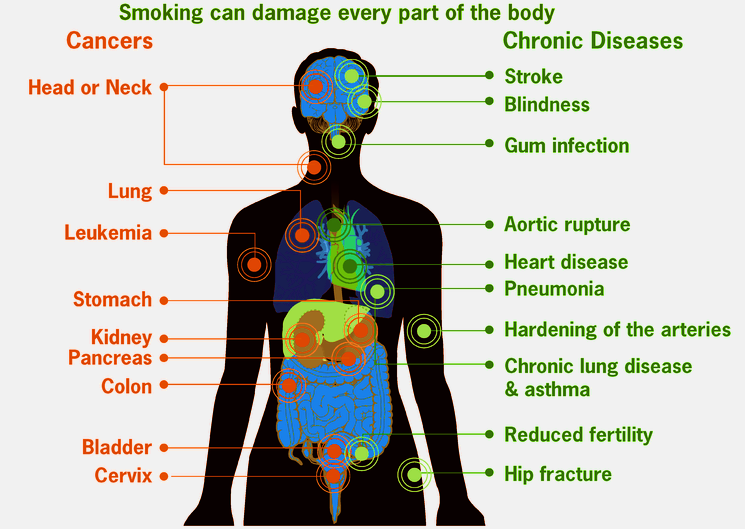 Smoking can damage every part of the body
Cancers
Head or Neck
Lung
Leukemia
Stomach
Kidney
Pancreas
Colon
Bladder
Cervix
Chronic Diseases
Stroke
Blindness
Gum infection
Aortic rupture
Heart disease
Pneumonia
Hardening of the arteries
Chronic lung disease
& asthma
Reduced fertility
Hip fracture